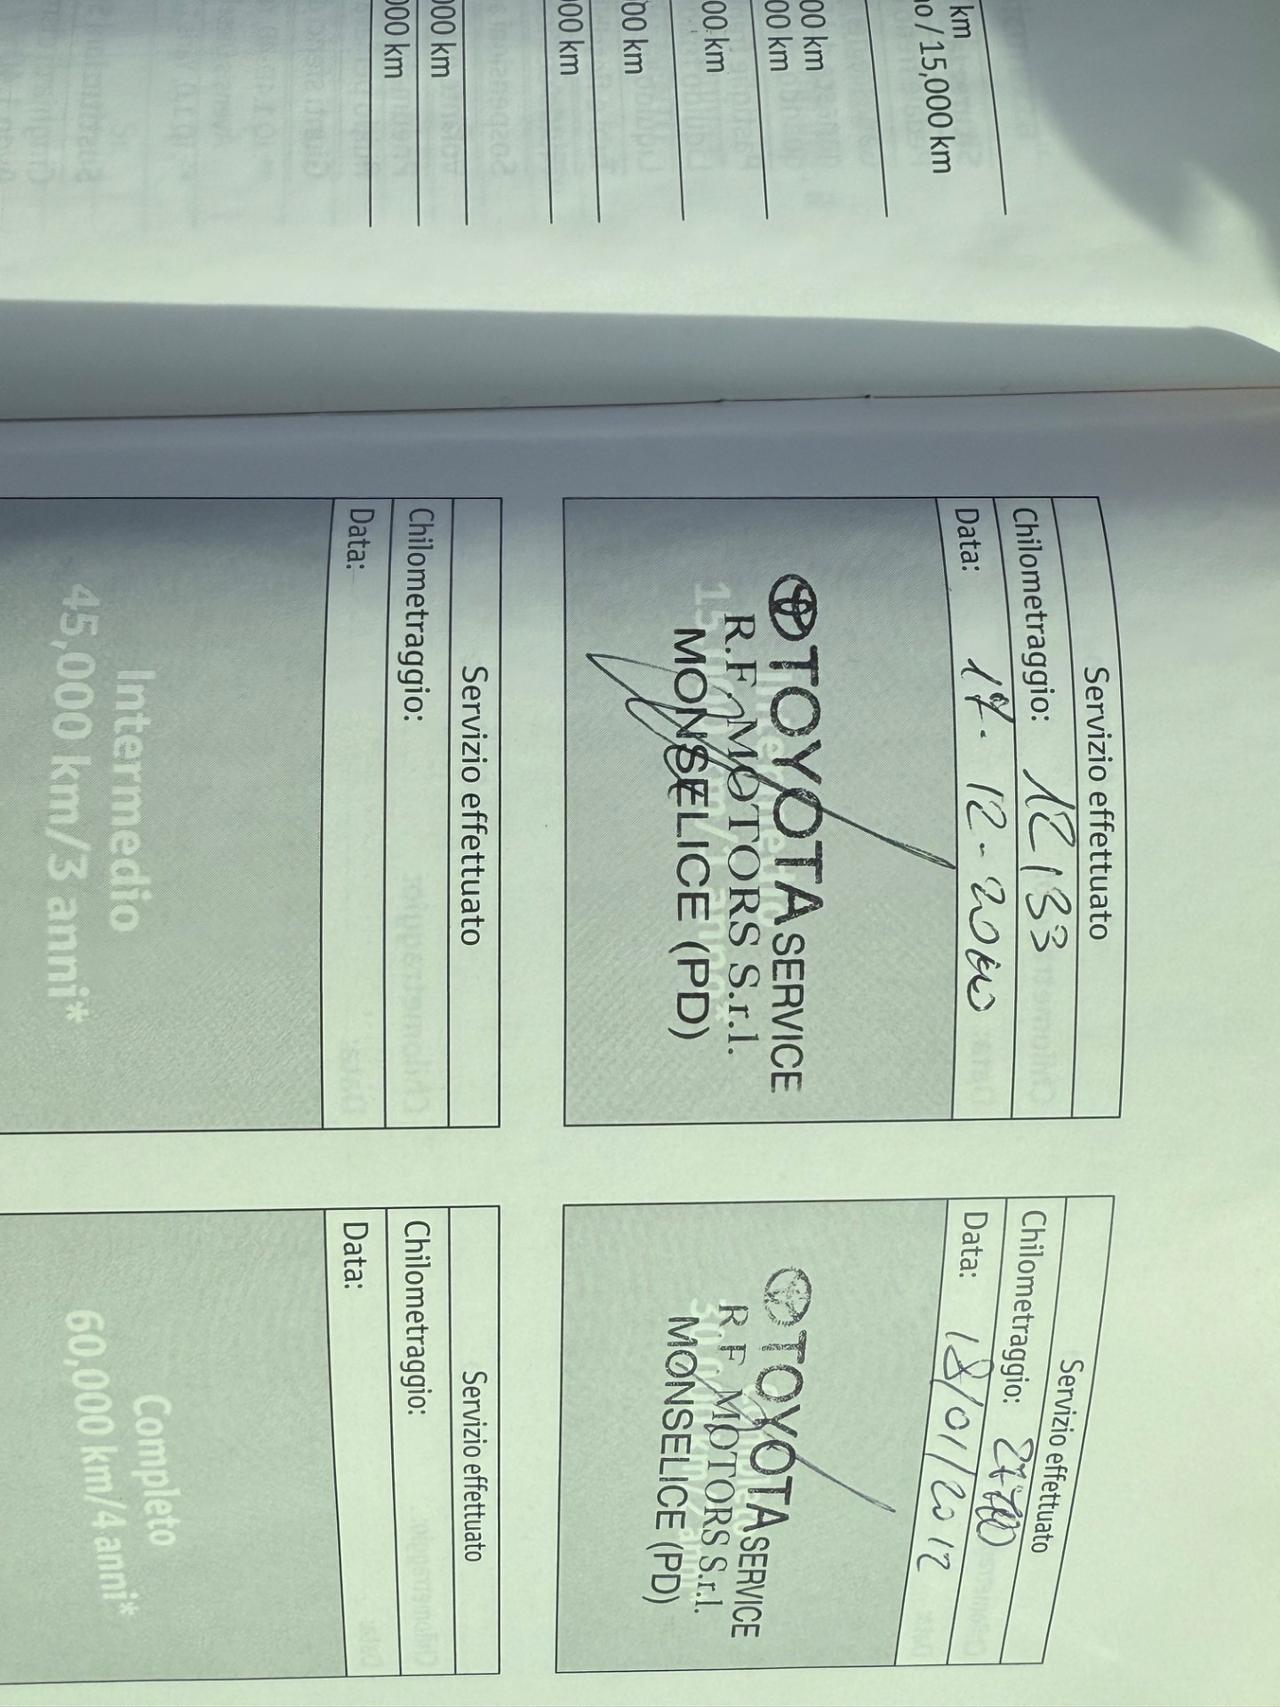 km
/ 15,000 km
00 km
00 km
00 km
00 km
00 km
000 km
000 km
Servizio effettuato
Chilometraggio: 12133
Data: 17-12-2010
TOYOTA SERVICE
R.F. MOTORS S.r.l.
MONSELICE (PD)
Servizio effettuato
Chilometraggio:
Data: 18/01/2012
TOYOTA SERVICE
R F MOTORS S.r.l.
MONSELICE (PD)
Servizio effettuato
Chilometraggio:
Data:
Intermedio
45,000 km/3 anni*
Servizio effettuato
Chilometraggio:
Data:
Completo
60,000 km/4 anni*